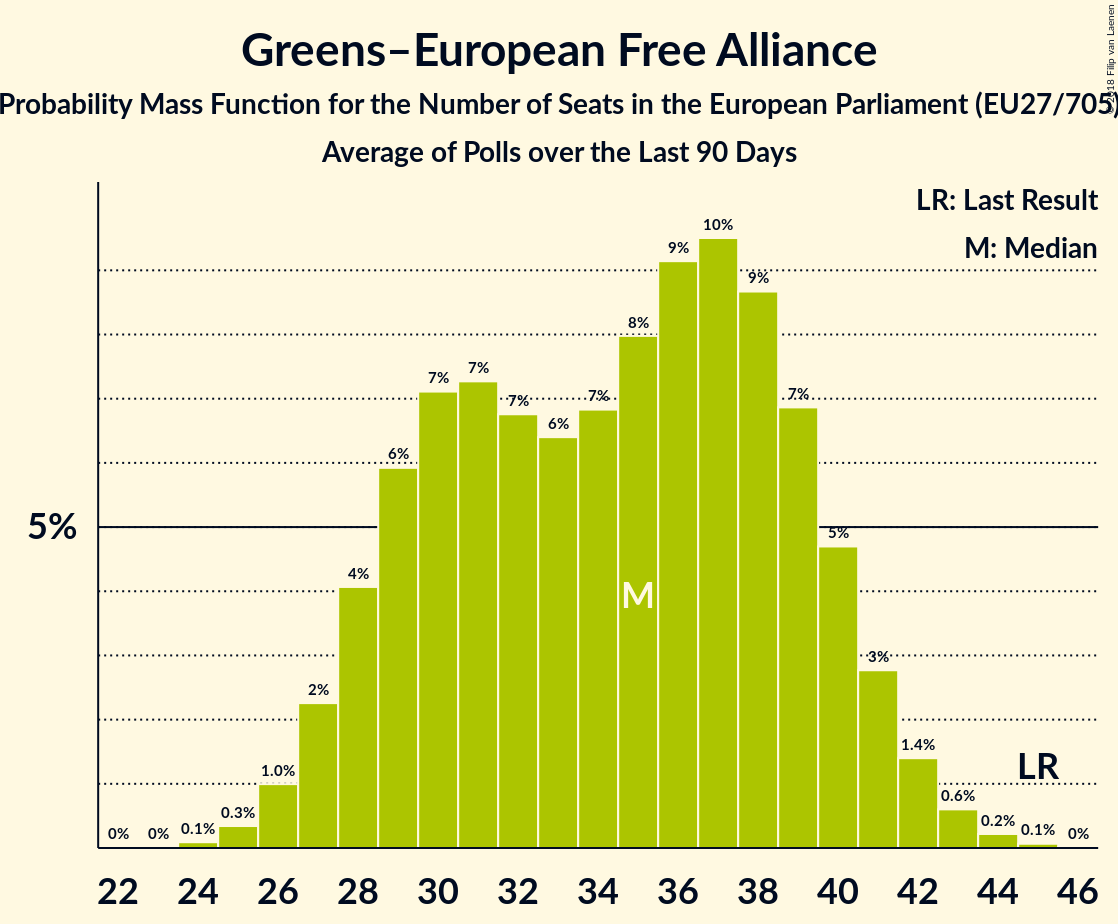 Greens–European Free Alliance
Probability Mass Function for the Number of Seats in the European Parliament (EU27/705)
Average of Polls over the Last 90 Days
© 2018 Filip van Laenen
LR: Last Result
M: Median
5%
0% 0% 0.1% 0.3% 1.0% 2% 4% 6% 7% 7% 7% 6% 7% 8% 9% 10% 9% 7% 5% 3% 1.4% 0.6% 0.2% 0.1% 0%
M
LR
22 24 26 28 30 32 34 36 38 40 42 44 46